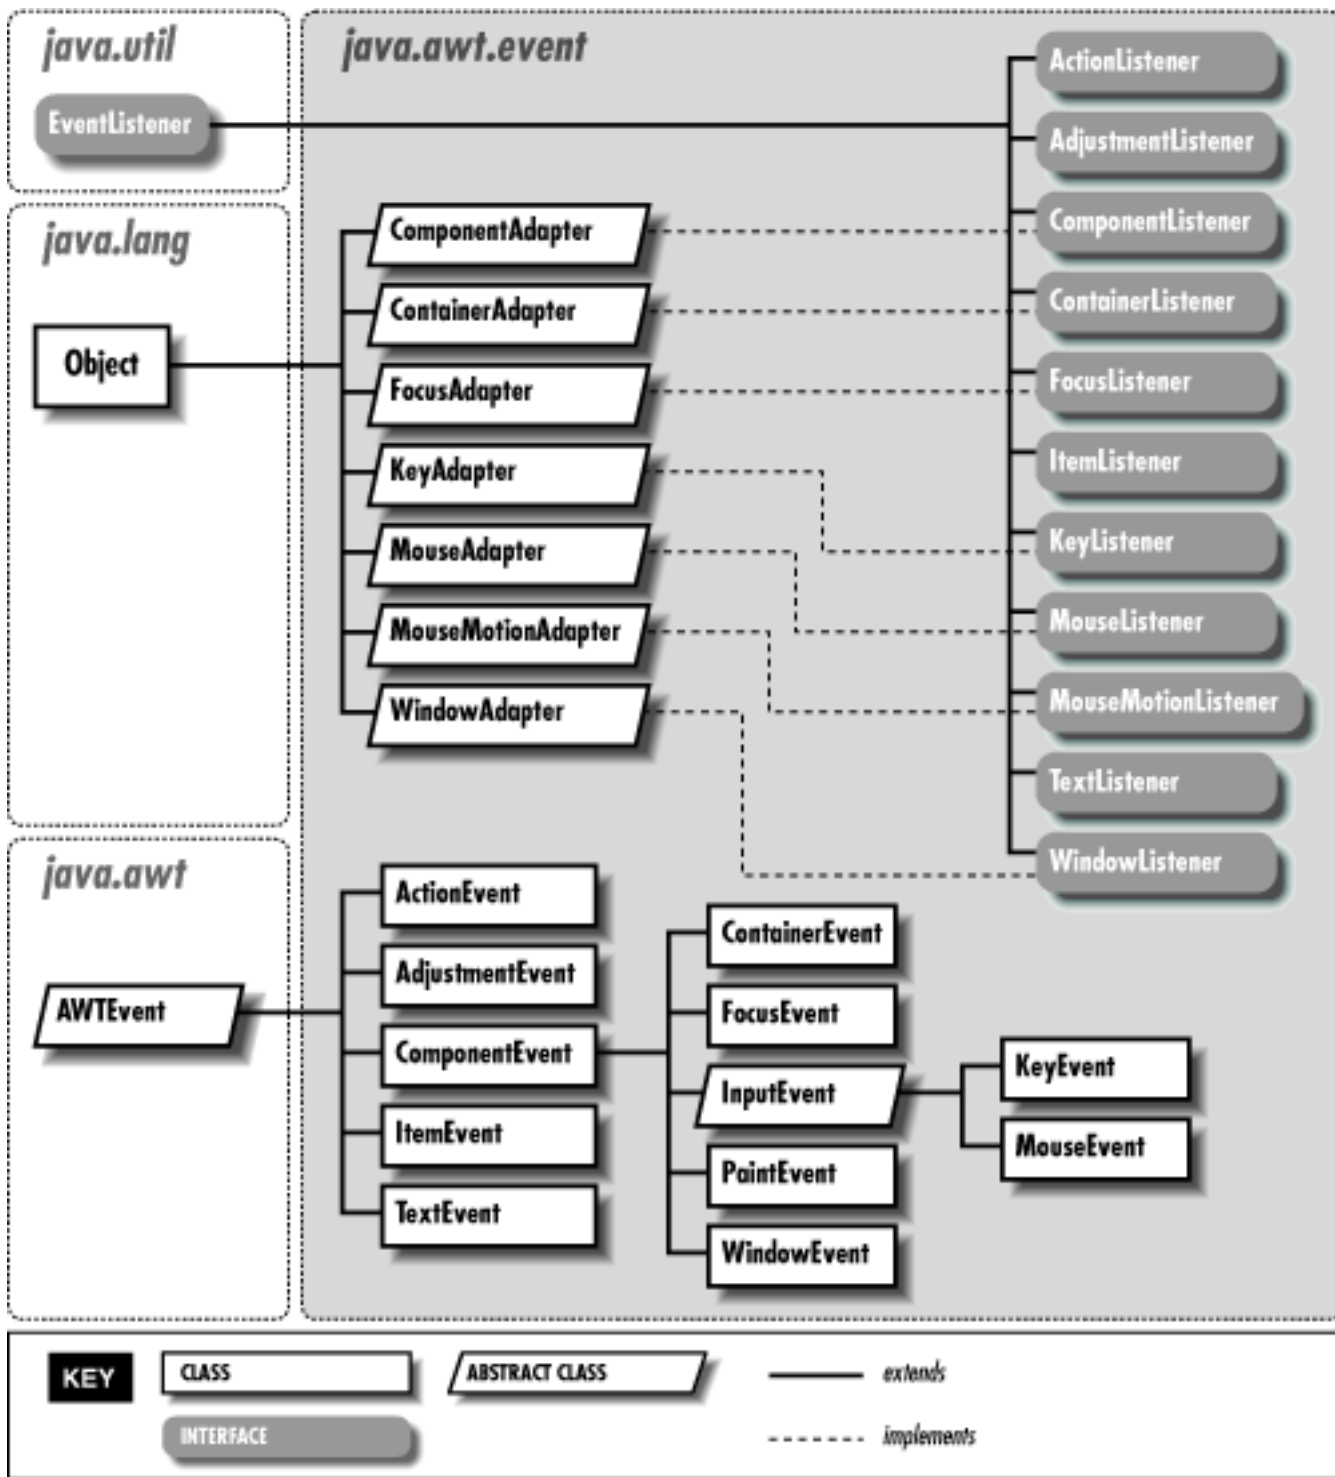 java.util
EventListener
java.awt.event
ActionListener
AdjustmentListener
ComponentListener
ContainerListener
FocusListener
ItemListener
KeyListener
MouseListener
MouseMotionListener
TextListener
WindowListener
java.lang
Object
ComponentAdapter
ContainerAdapter
FocusAdapter
KeyAdapter
MouseAdapter
MouseMotionAdapter
WindowAdapter
java.awt
AWTEvent
ActionEvent
AdjustmentEvent
ComponentEvent
ItemEvent
TextEvent
ContainerEvent
FocusEvent
InputEvent
PaintEvent
WindowEvent
KeyEvent
MouseEvent
KEY
CLASS
ABSTRACT CLASS
extends
INTERFACE
implements